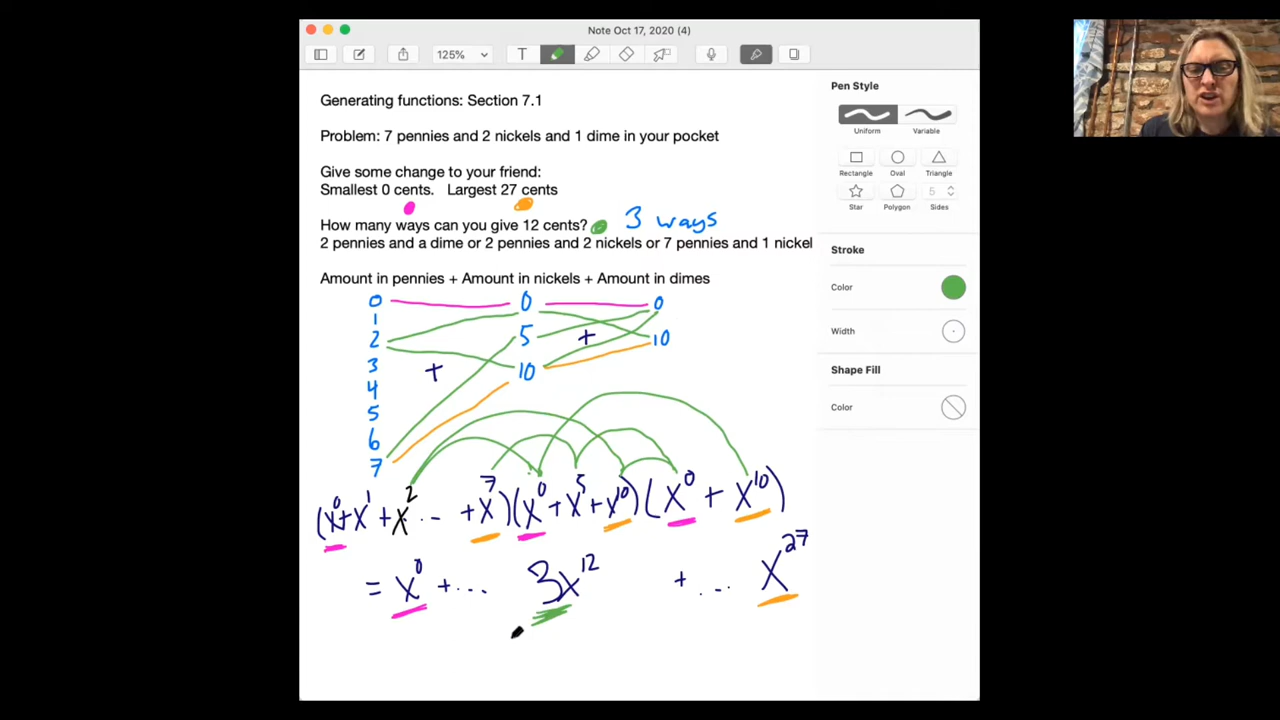 Note Oct 17, 2020 (4)
125%
T
Generating functions: Section 7.1
Problem: 7 pennies and 2 nickels and 1 dime in your pocket
Give some change to your friend:
Smallest 0 cents. Largest 27 cents
How many ways can you give 12 cents? 3 ways
2 pennies and a dime or 2 pennies and 2 nickels or 7 pennies and 1 nickel
Amount in pennies + Amount in nickels + Amount in dimes
0 0 0
1
2 5 + 10
3 + 10
4
5
6
7
(x⁰+x¹+x²... +x⁷)(x⁰+x⁵+x¹⁰)(x⁰ + x¹⁰)
= x⁰ +... 3x¹² + ... x²⁷
Pen Style
Uniform Variable
Rectangle Oval Triangle
5
Star Polygon Sides
Stroke
Color
Width
Shape Fill
Color